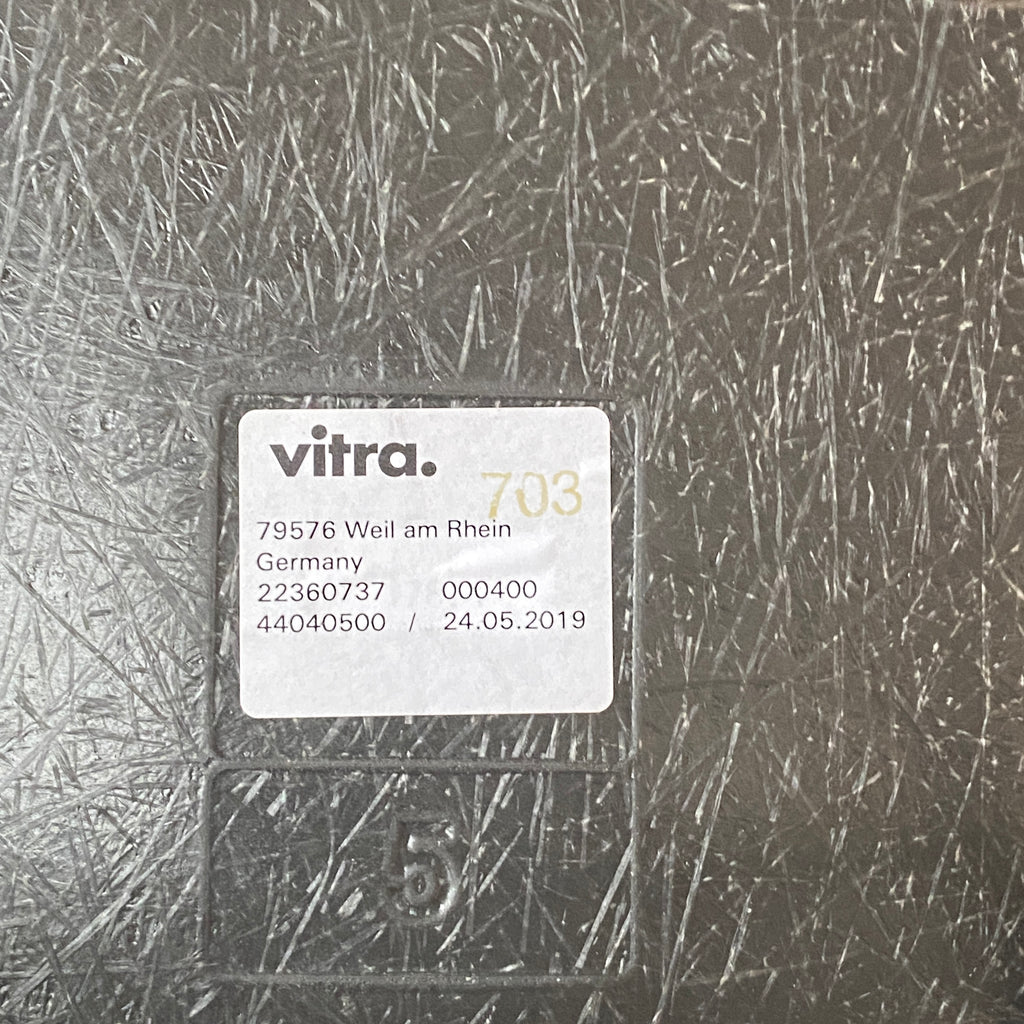 vitra.
703
79576 Weil am Rhein
Germany
22360737 000400
44040500 / 24.05.2019
5